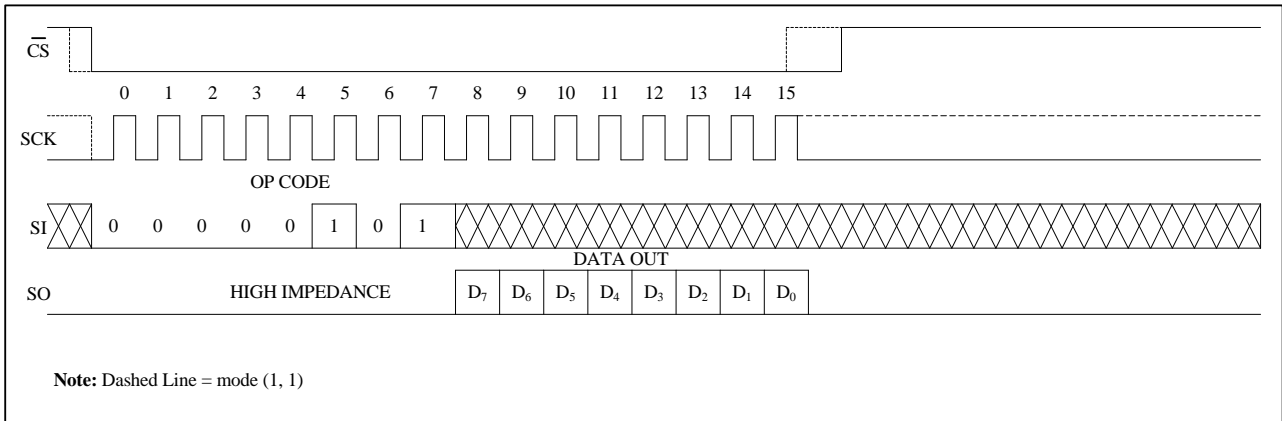 CS
0 1 2 3 4 5 6 7 8 9 10 11 12 13 14 15
SCK
OP CODE
SI 0 0 0 0 0 1 0 1
DATA OUT
SO HIGH IMPEDANCE D7 D6 D5 D4 D3 D2 D1 D0
Note: Dashed Line = mode (1, 1)